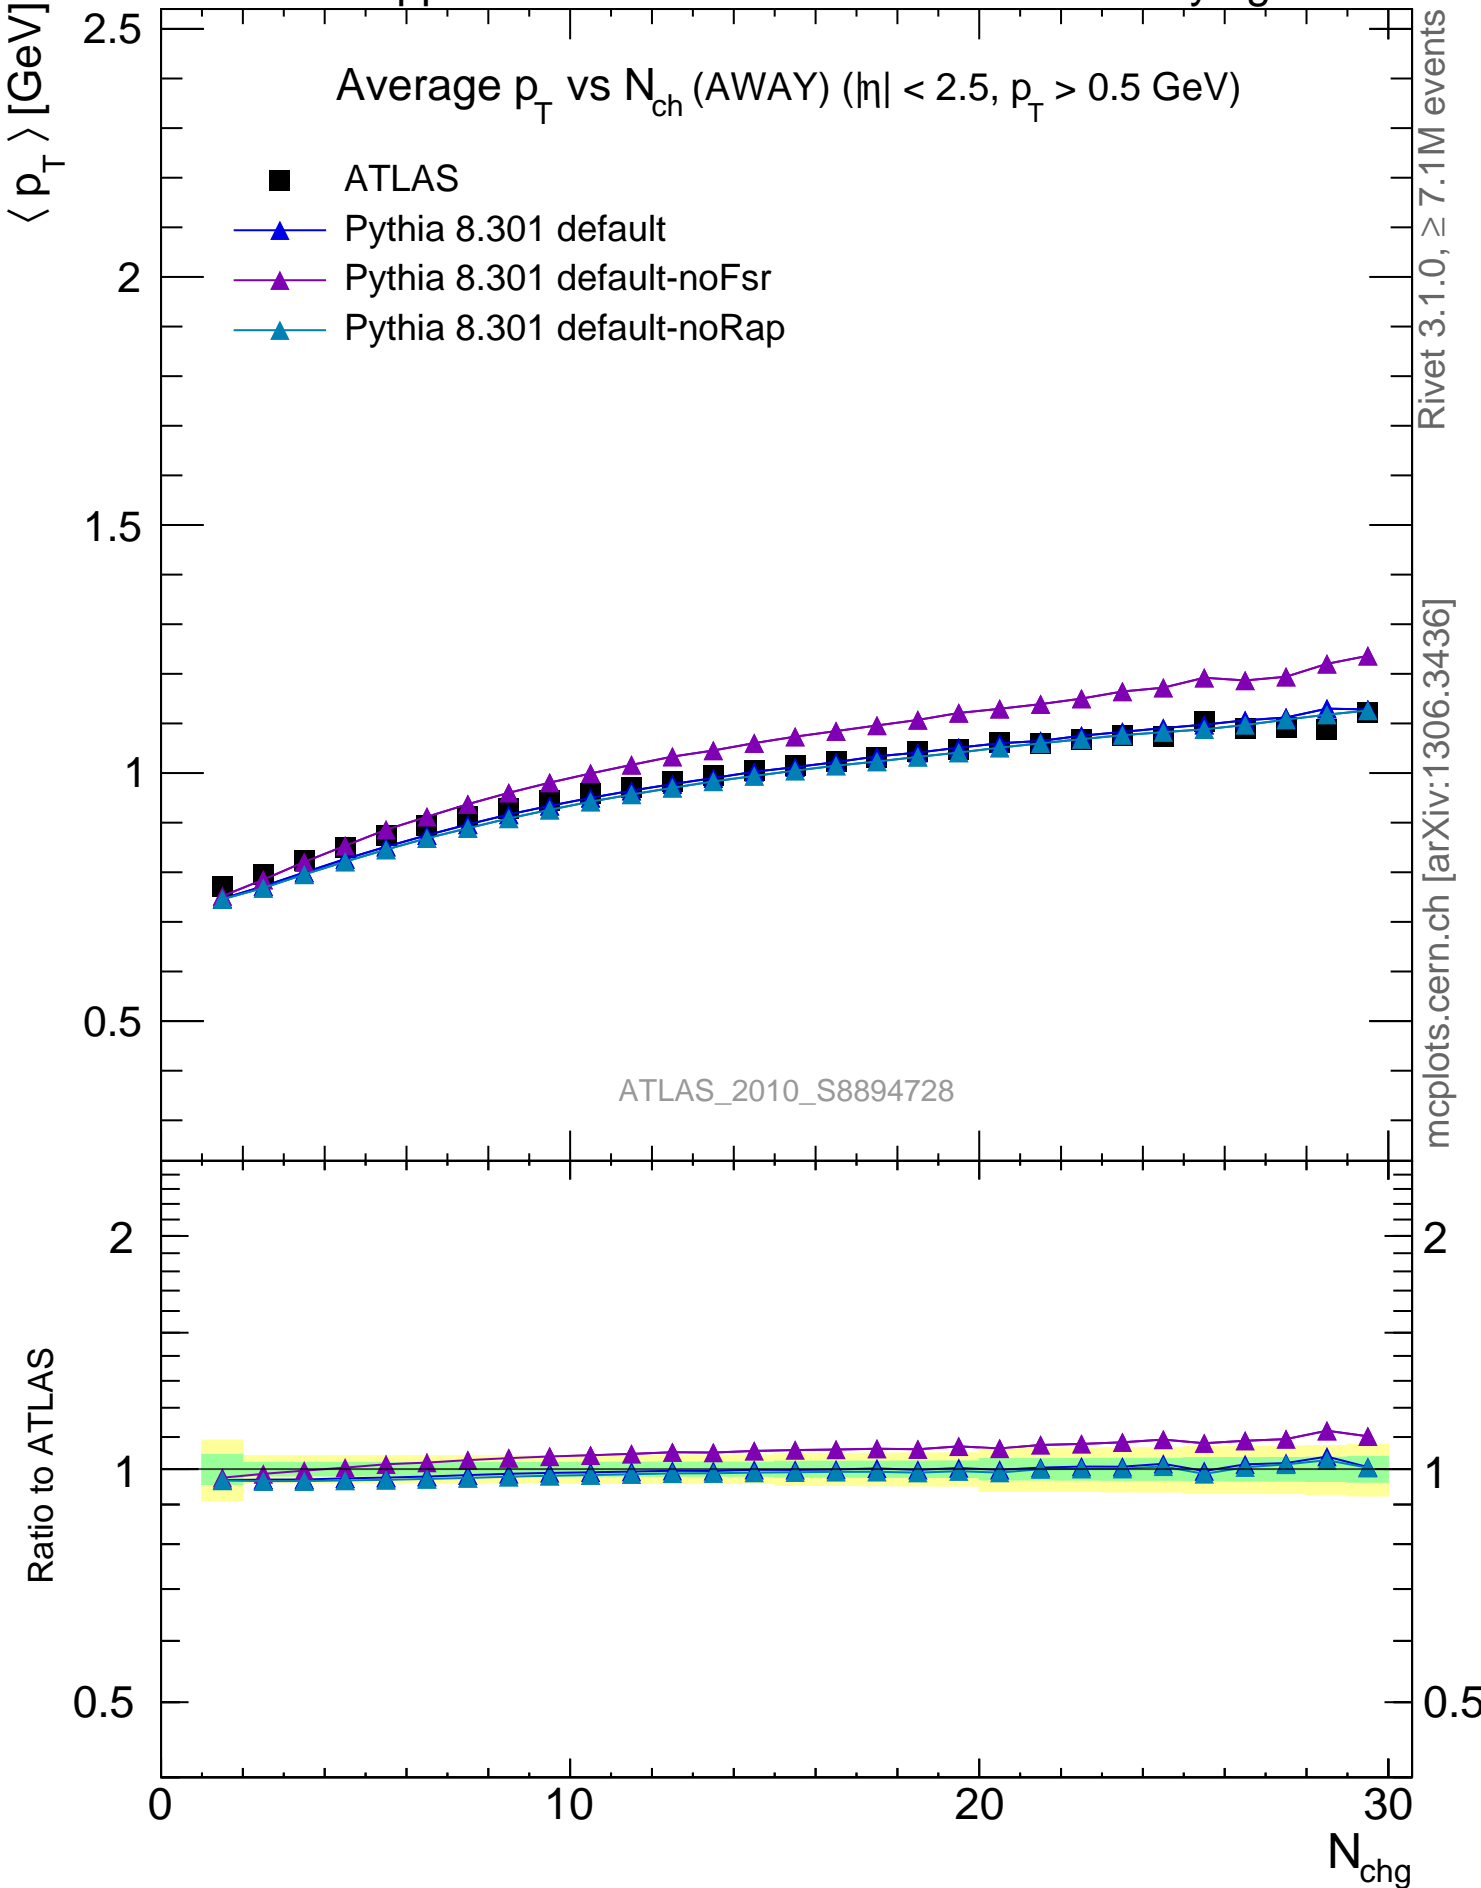 Average p_T vs N_ch (AWAY) (|η| < 2.5, p_T > 0.5 GeV)
ATLAS
Pythia 8.301 default
Pythia 8.301 default-noFsr
Pythia 8.301 default-noRap
⟨ p_T ⟩ [GeV]
2.5
2
1.5
1
0.5
ATLAS_2010_S8894728
Rivet 3.1.0, ≥ 7.1M events
mcplots.cern.ch [arXiv:1306.3436]
Ratio to ATLAS
2
1
0.5
2
1
0.5
0
10
20
30
N_chg